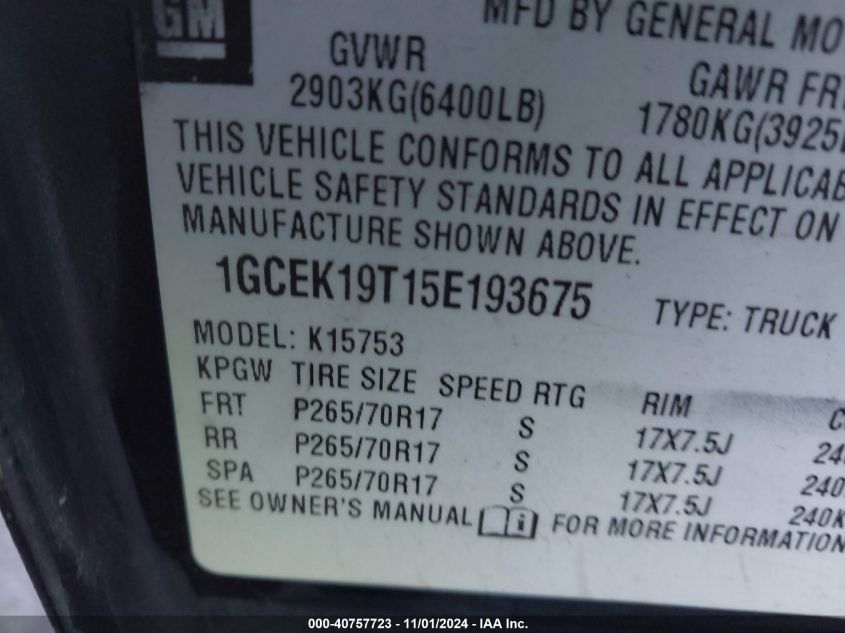 GM
MFD BY GENERAL MO
GVWR GAWR FR
2903KG(6400LB) 1780KG(3925
THIS VEHICLE CONFORMS TO ALL APPLICAB
VEHICLE SAFETY STANDARDS IN EFFECT ON
MANUFACTURE SHOWN ABOVE.
1GCEK19T15E193675 TYPE: TRUCK
MODEL: K15753
KPGW TIRE SIZE SPEED RTG RIM C
FRT P265/70R17 S 17X7.5J 240
RR P265/70R17 S 17X7.5J 240
SPA P265/70R17 S 17X7.5J 240K
SEE OWNER'S MANUAL FOR MORE INFORMATION
000-40757723 - 11/01/2024 - IAA Inc.